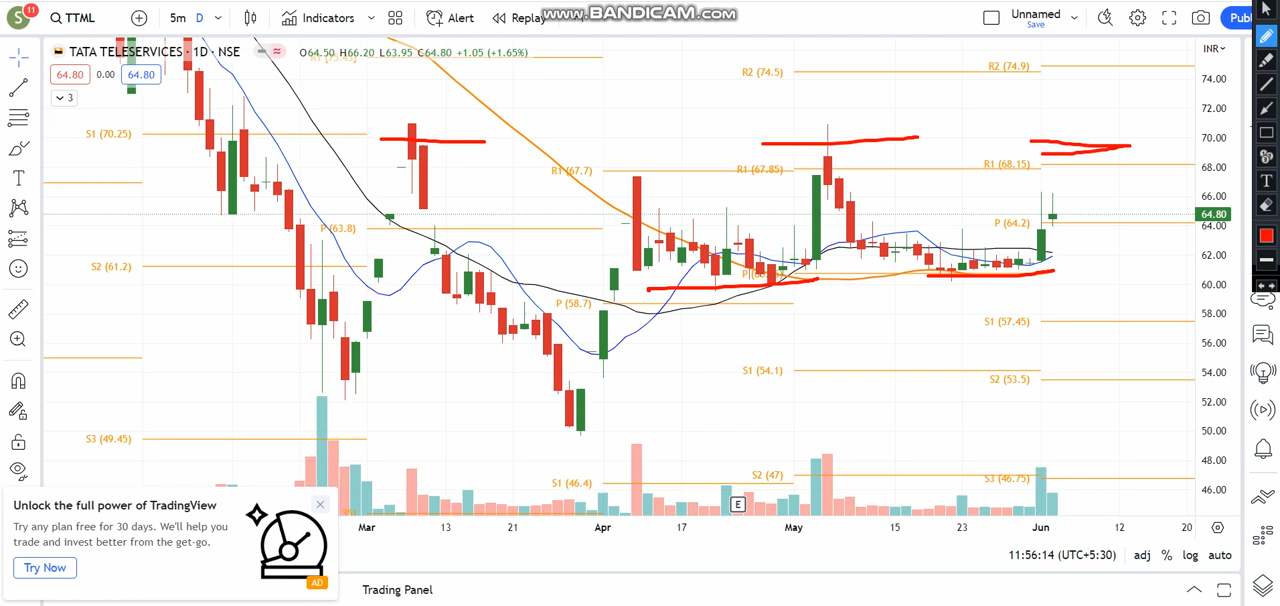 S
11
TTML
5m
D
Indicators
Alert
Replay
www.BANDICAM.com
Unnamed
Save
TATA TELESERVICES · 1D · NSE
O64.50 H66.20 L63.95 C64.80 +1.05 (+1.65%)
INR
64.80
0.00
64.80
3
R2 (74.5)
R2 (74.9)
74.00
72.00
S1 (70.25)
70.00
R1 (67.7)
R1 (67.85)
R1 (68.15)
68.00
66.00
64.80
P (63.8)
P (64.2)
64.00
62.00
S2 (61.2)
60.00
P (58.7)
58.00
S1 (57.45)
56.00
S1 (54.1)
54.00
S2 (53.5)
52.00
50.00
S3 (49.45)
48.00
S2 (47)
S3 (46.75)
S1 (46.4)
46.00
E
Mar
13
21
Apr
17
May
15
23
Jun
12
20
Unlock the full power of TradingView
Try any plan free for 30 days. We'll help you
trade and invest better from the get-go.
Try Now
AD
11:56:14 (UTC+5:30)
adj
%
log
auto
Trading Panel